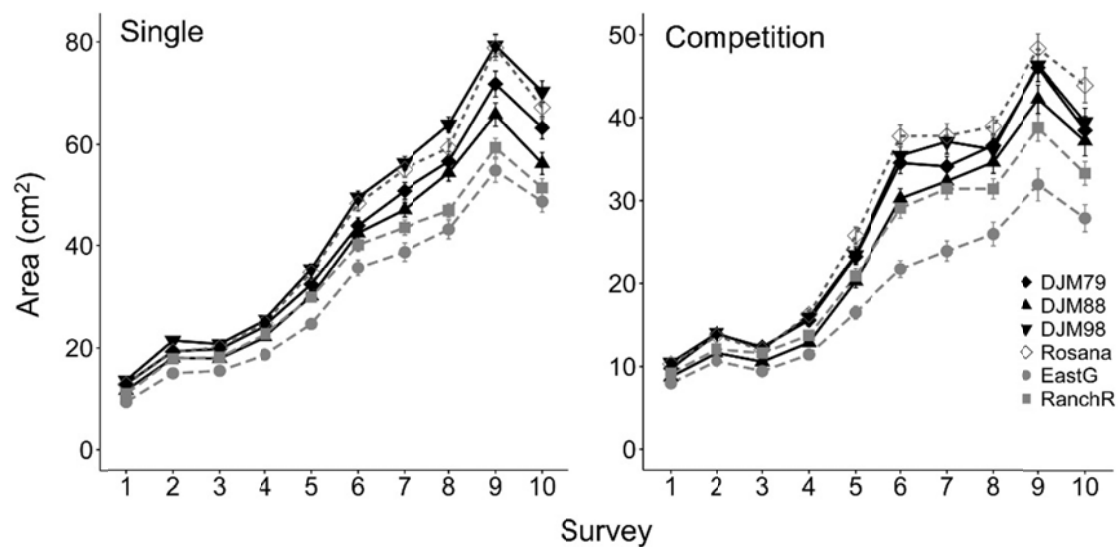 Single
Competition
Area (cm²)
80
60
40
20
0
50
40
30
20
10
0
DJM79
DJM88
DJM98
Rosana
EastG
RanchR
1 2 3 4 5 6 7 8 9 10
1 2 3 4 5 6 7 8 9 10
Survey